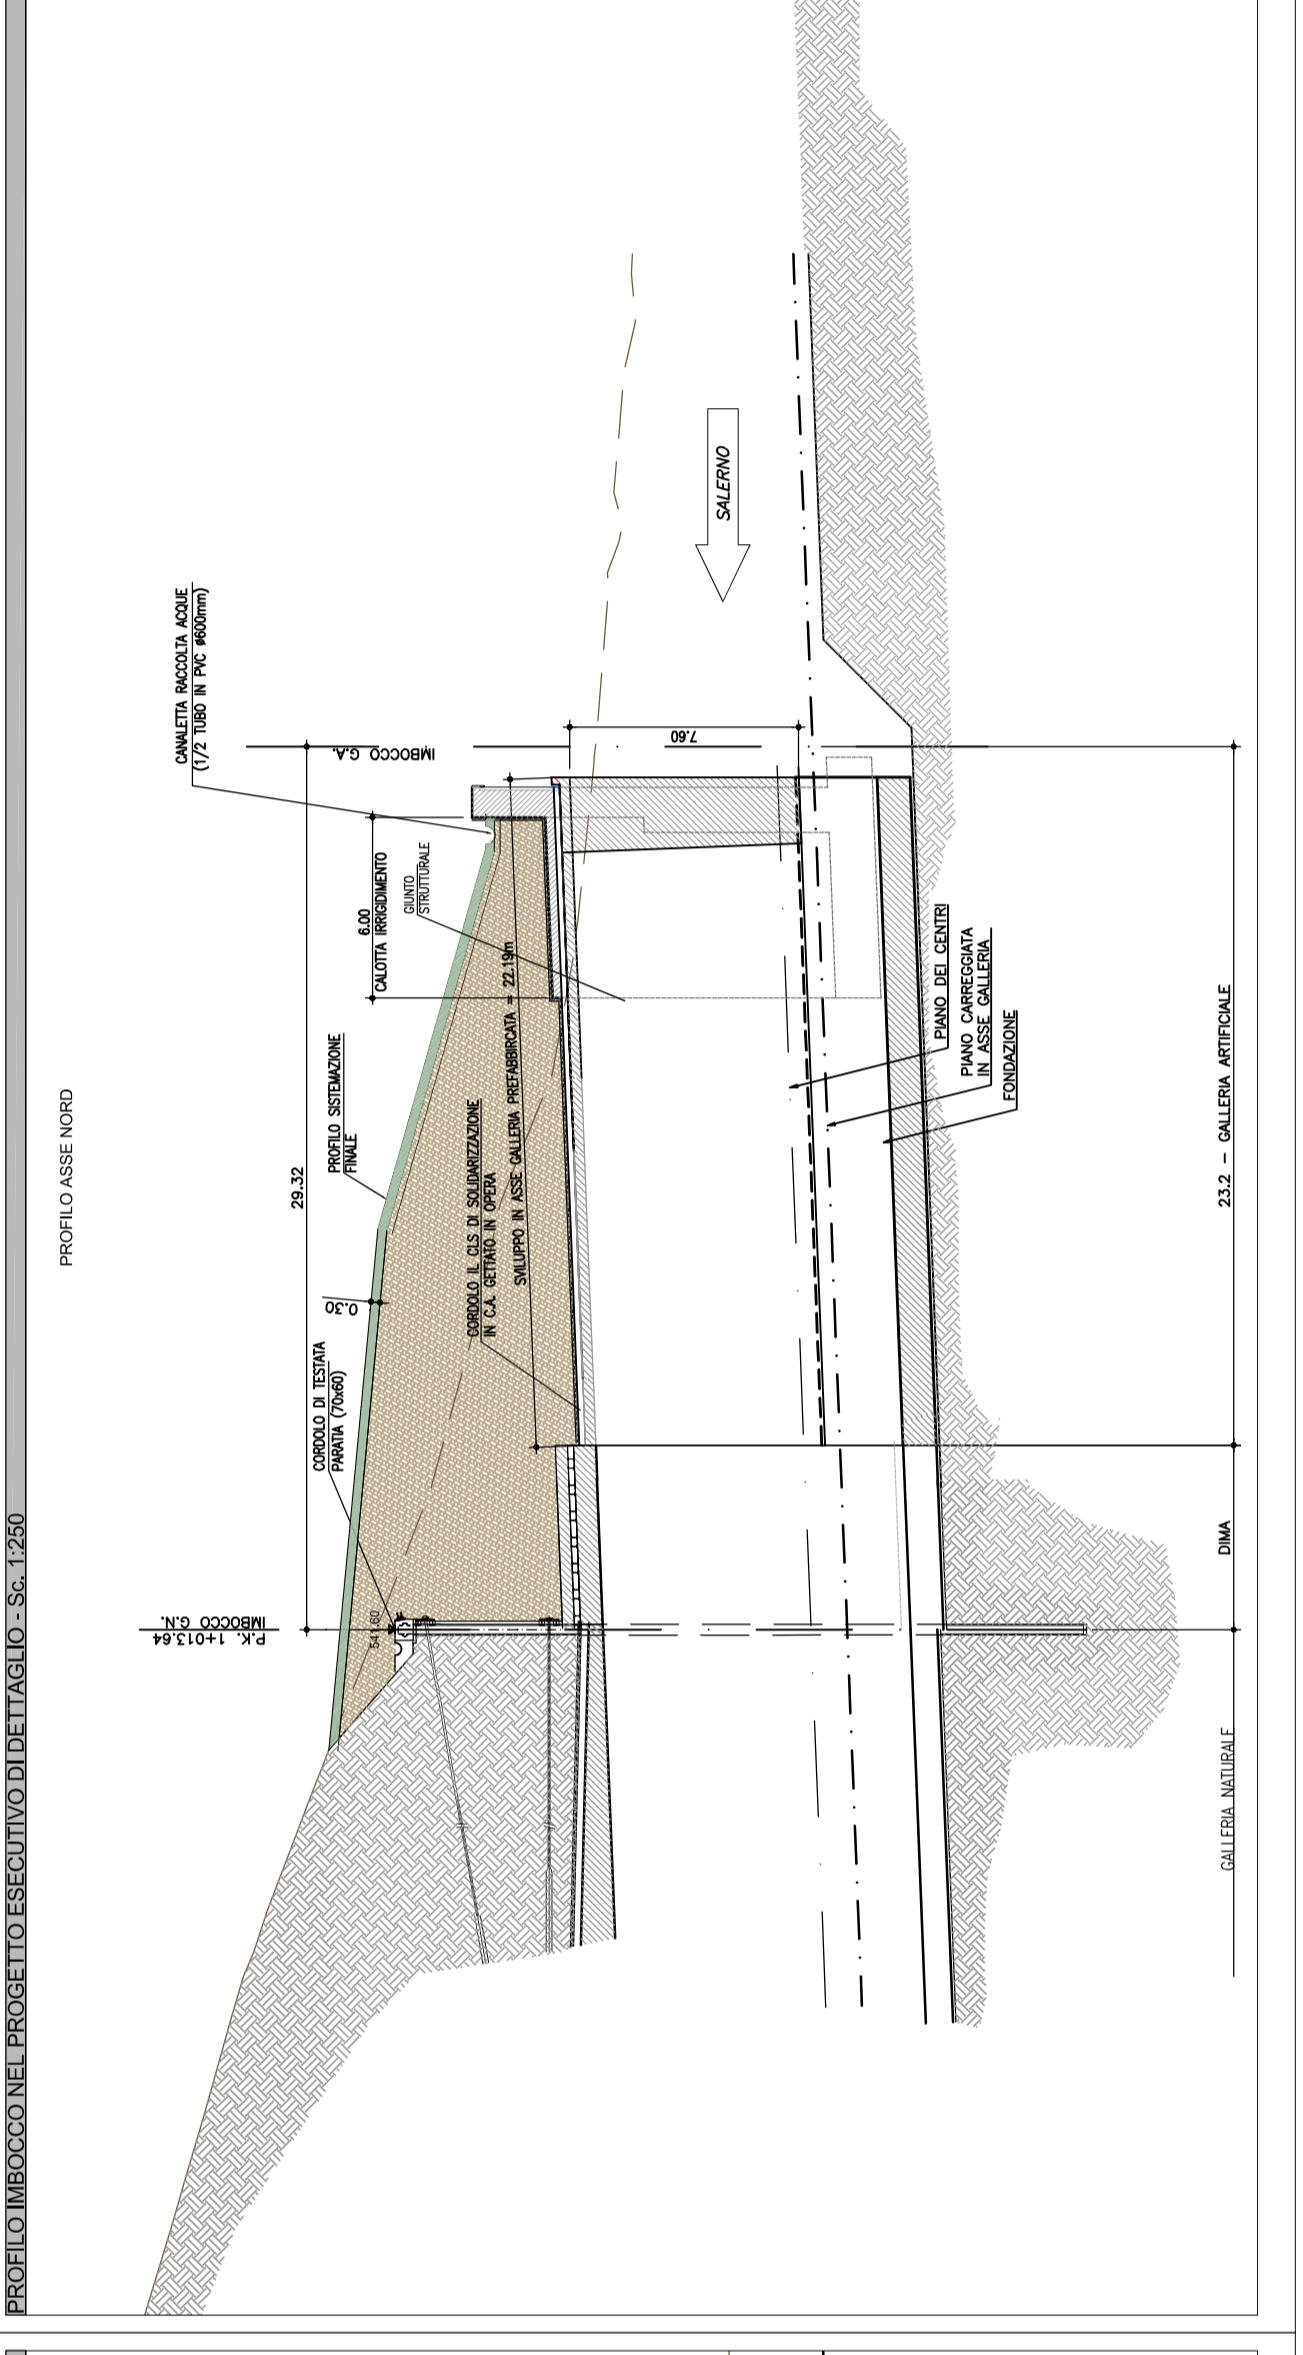 PROFILO IMBOCCO NEL PROGETTO ESECUTIVO DI DETTAGLIO - Sc. 1:250
PROFILO ASSE NORD
P.K. 1+013.64
IMBOCCO G.N.
29.32
CANALETTA RACCOLTA ACQUE
(1/2 TUBO IN PVC ø600mm)
IMBOCCO G.A.
CORDOLO DI TESTATA
PARATIA (70x60)
0.30
PROFILO SISTEMAZIONE
FINALE
6.00
CALOTTA IRRIGIDIMENTO
GIUNTO
STRUTTURALE
541.60
CORDOLO IL CLS DI SOLIDARIZZAZIONE
IN C.A. GETTATO IN OPERA
SVILUPPO IN ASSE GALLERIA PREFABBIRCATA = 22.19m
7.60
SALERNO
PIANO DEI CENTRI
PIANO CARREGGIATA
IN ASSE GALLERIA
FONDAZIONE
GALLERIA NATURALE
DIMA
23.2 - GALLERIA ARTIFICIALE